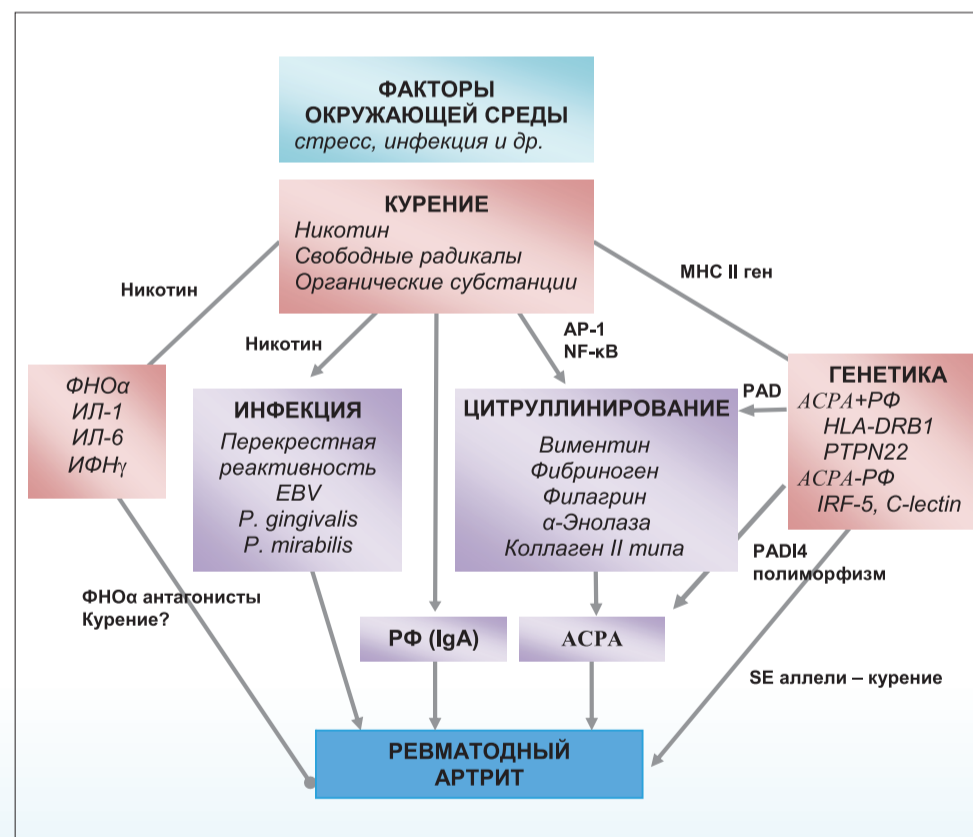 ФАКТОРЫ
ОКРУЖАЮЩЕЙ СРЕДЫ
стресс, инфекция и др.
КУРЕНИЕ
Никотин
Свободные радикалы
Органические субстанции
Никотин
Никотин
AP-1
NF-κB
MHC II ген
ФНОα
ИЛ-1
ИЛ-6
ИФНγ
ИНФЕКЦИЯ
Перекрестная
реактивность
EBV
P. gingivalis
P. mirabilis
ЦИТРУЛЛИНИРОВАНИЕ
Виментин
Фибриноген
Филагрин
α-Энолаза
Коллаген II типа
PAD
ГЕНЕТИКА
ACPA+РФ
HLA-DRB1
PTPN22
ACPA-РФ
IRF-5, C-lectin
PADI4
полиморфизм
ФНОα антагонисты
Курение?
РФ (IgA)
ACPA
SE аллели – курение
РЕВМАТОДНЫЙ
АРТРИТ